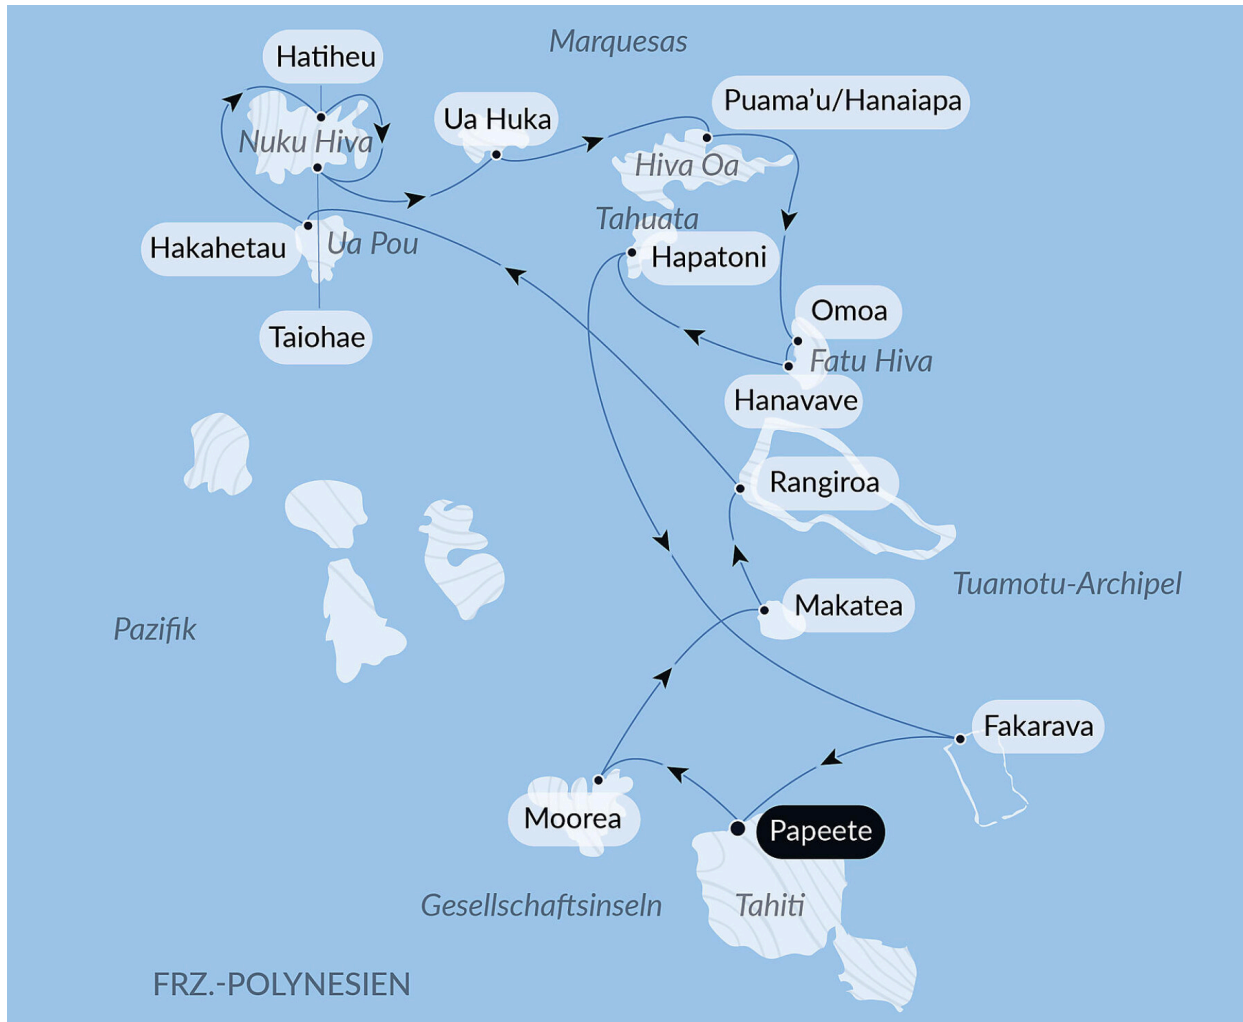 Marquesas
Hatiheu
Puama’u/Hanaiapa
Ua Huka
Nuku Hiva
Hiva Oa
Tahuata
Hakahetau
Ua Pou
Hapatoni
Omoa
Taiohae
Fatu Hiva
Hanavave
Rangiroa
Tuamotu-Archipel
Makatea
Pazifik
Fakarava
Moorea
Papeete
Gesellschaftsinseln
Tahiti
FRZ.-POLYNESIEN